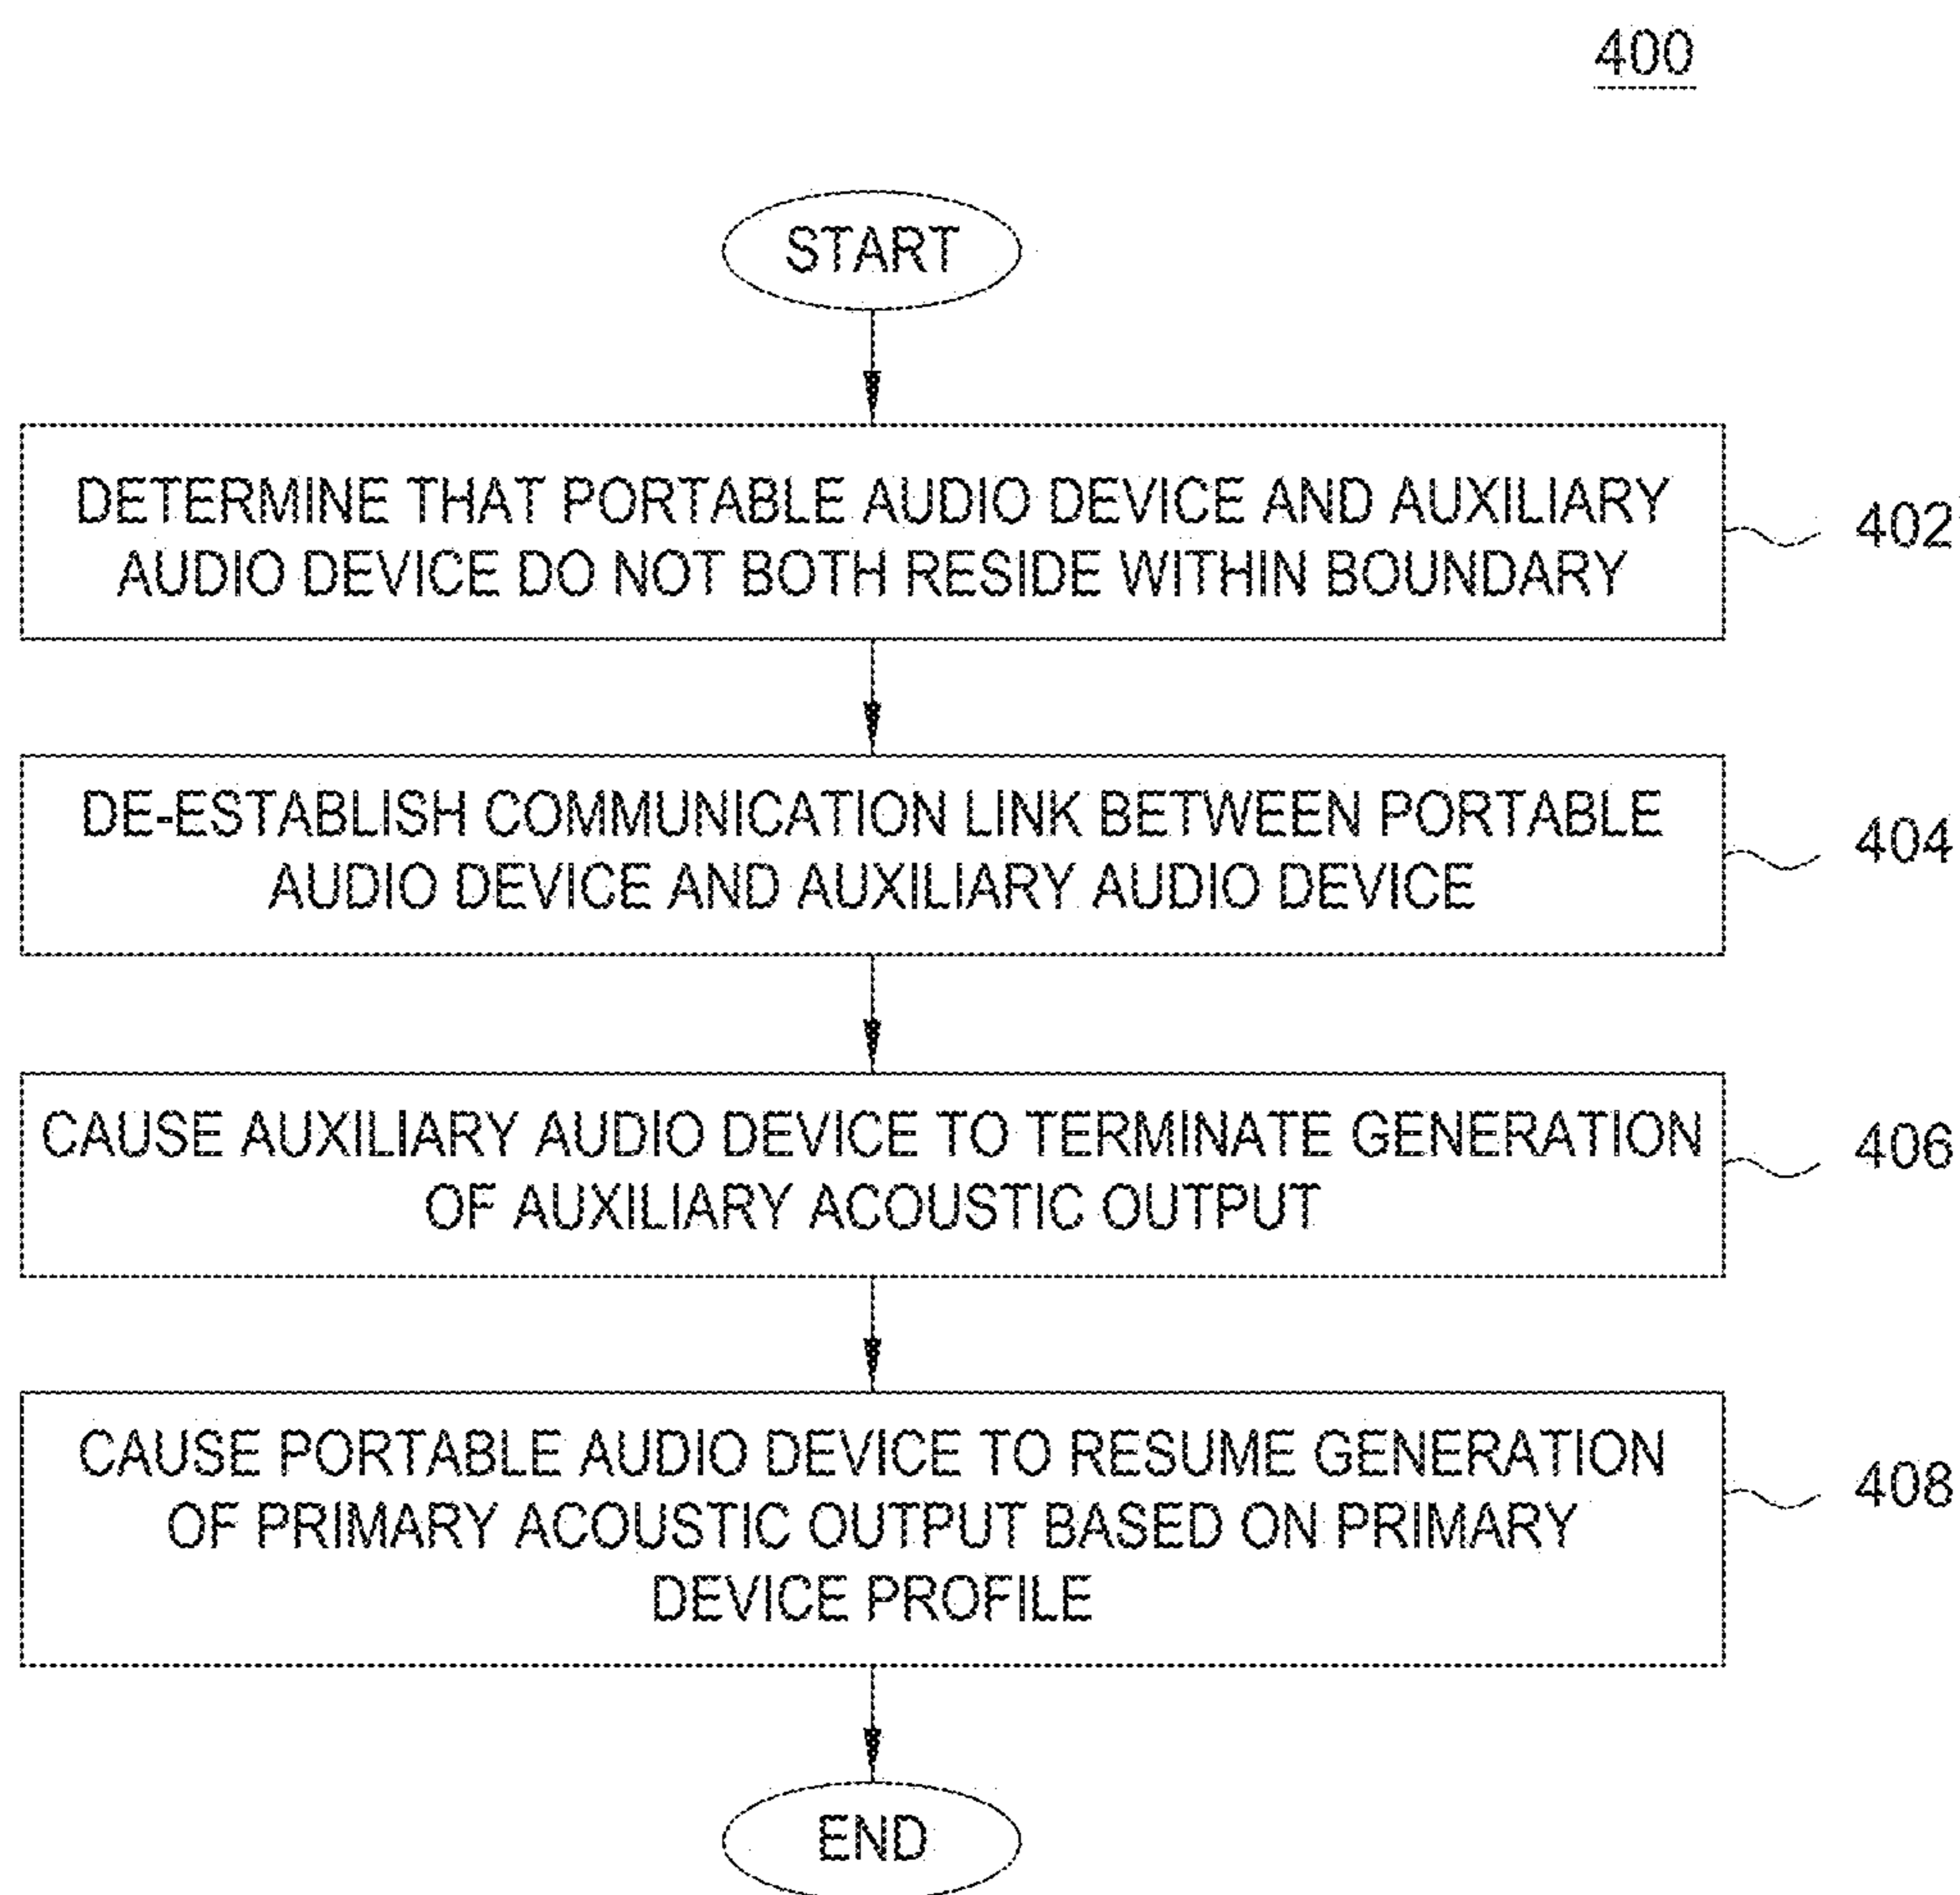 400
START
DETERMINE THAT PORTABLE AUDIO DEVICE AND AUXILIARY
AUDIO DEVICE DO NOT BOTH RESIDE WITHIN BOUNDARY
402
DE-ESTABLISH COMMUNICATION LINK BETWEEN PORTABLE
AUDIO DEVICE AND AUXILIARY AUDIO DEVICE
404
CAUSE AUXILIARY AUDIO DEVICE TO TERMINATE GENERATION
OF AUXILIARY ACOUSTIC OUTPUT
406
CAUSE PORTABLE AUDIO DEVICE TO RESUME GENERATION
OF PRIMARY ACOUSTIC OUTPUT BASED ON PRIMARY
DEVICE PROFILE
408
END